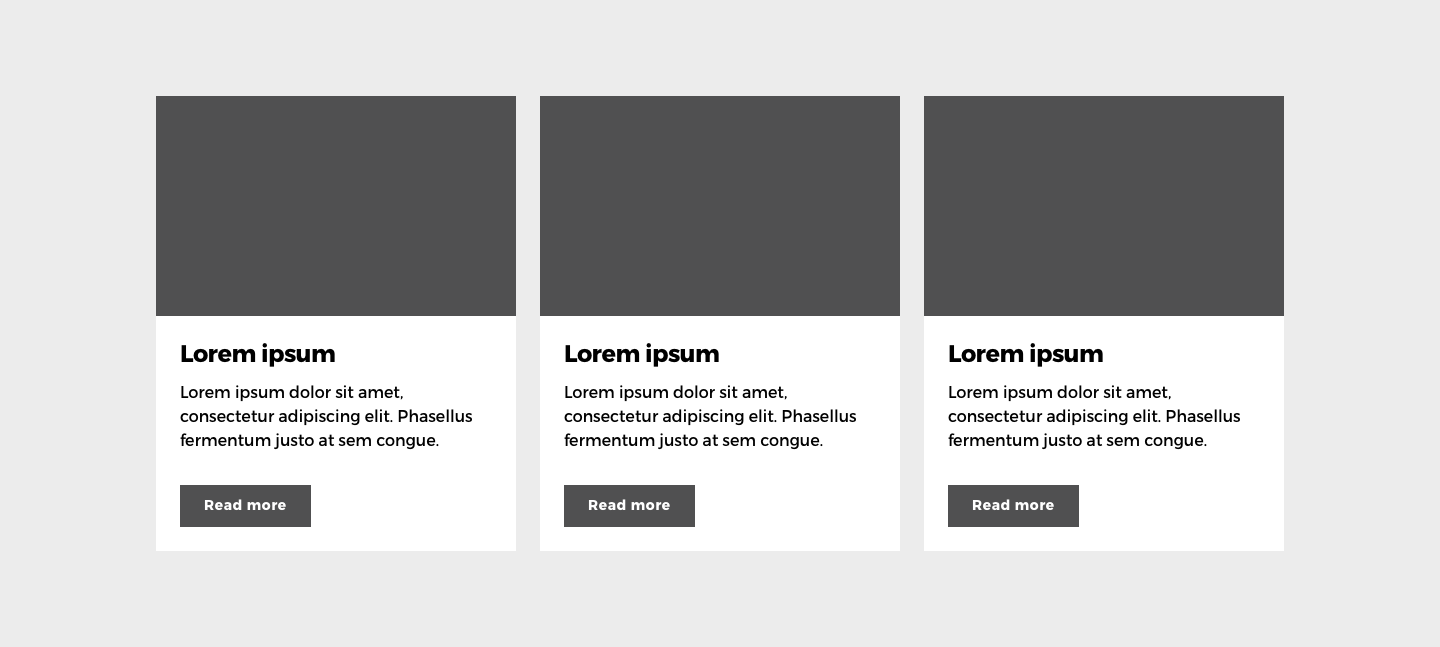 Lorem ipsum
Lorem ipsum dolor sit amet,
consectetur adipiscing elit. Phasellus
fermentum justo at sem congue.
Read more
Lorem ipsum
Lorem ipsum dolor sit amet,
consectetur adipiscing elit. Phasellus
fermentum justo at sem congue.
Read more
Lorem ipsum
Lorem ipsum dolor sit amet,
consectetur adipiscing elit. Phasellus
fermentum justo at sem congue.
Read more